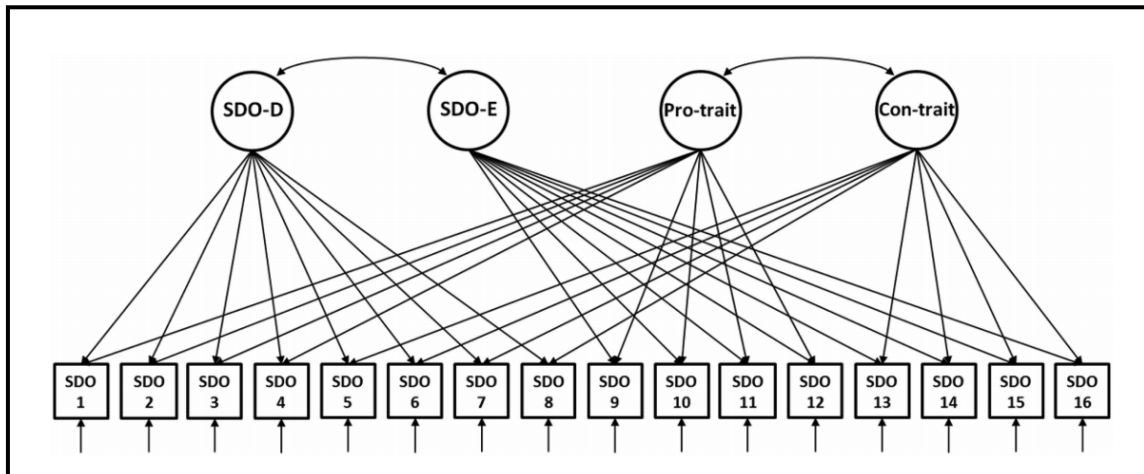 SDO-D
SDO-E
Pro-trait
Con-trait
SDO
1
SDO
2
SDO
3
SDO
4
SDO
5
SDO
6
SDO
7
SDO
8
SDO
9
SDO
10
SDO
11
SDO
12
SDO
13
SDO
14
SDO
15
SDO
16